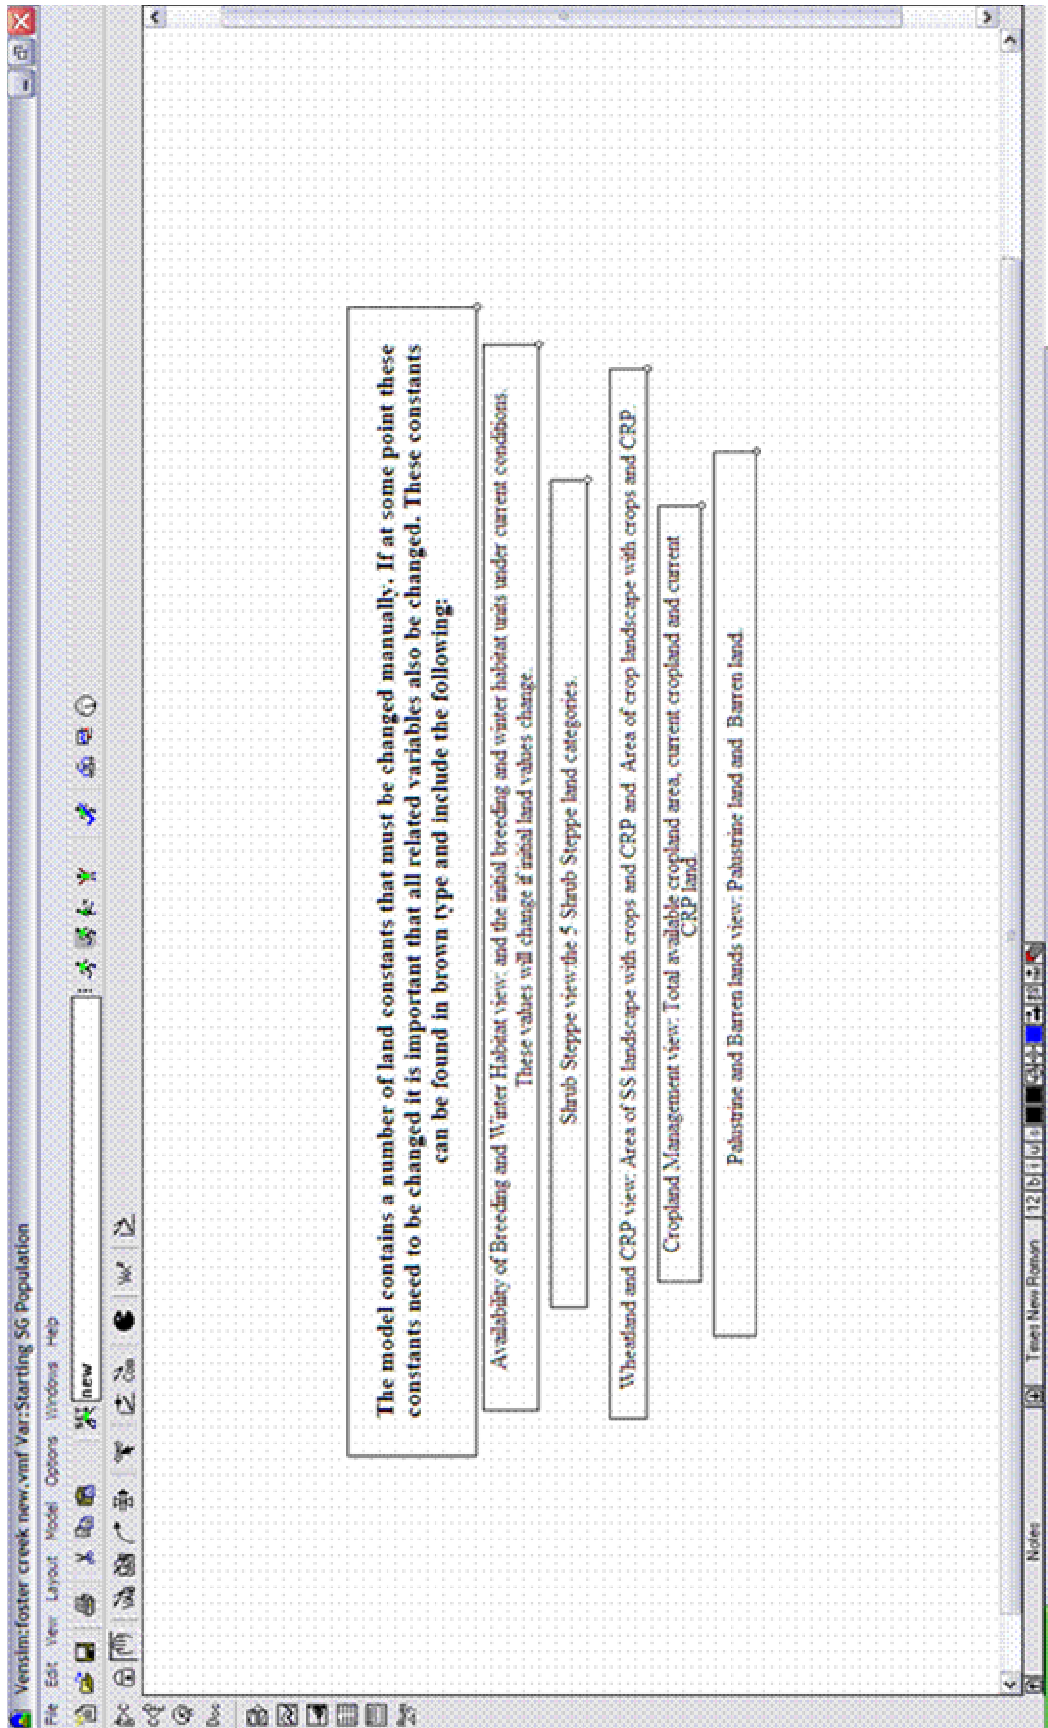 Vensim:foster creek new.vmf Var:Starting SG Population
File Edit View Layout Model Options Windows Help
SET
new
The model contains a number of land constants that must be changed manually. If at some point these
constants need to be changed it is important that all related variables also be changed. These constants
can be found in brown type and include the following:
Availability of Breeding and Winter Habitat view: and the initial breeding and winter habitat units under current conditions.
These values will change if initial land values change.
Shrub Steppe view:the 5 Shrub Steppe land categories.
Wheatland and CRP view: Area of SS landscape with crops and CRP and Area of crop landscape with crops and CRP.
Cropland Management view: Total available cropland area, current cropland and current
CRP land
Palustrine and Barren lands view: Palustrine land and Barren land.
Doc
Notes
Times New Roman
12
b
i
u
s